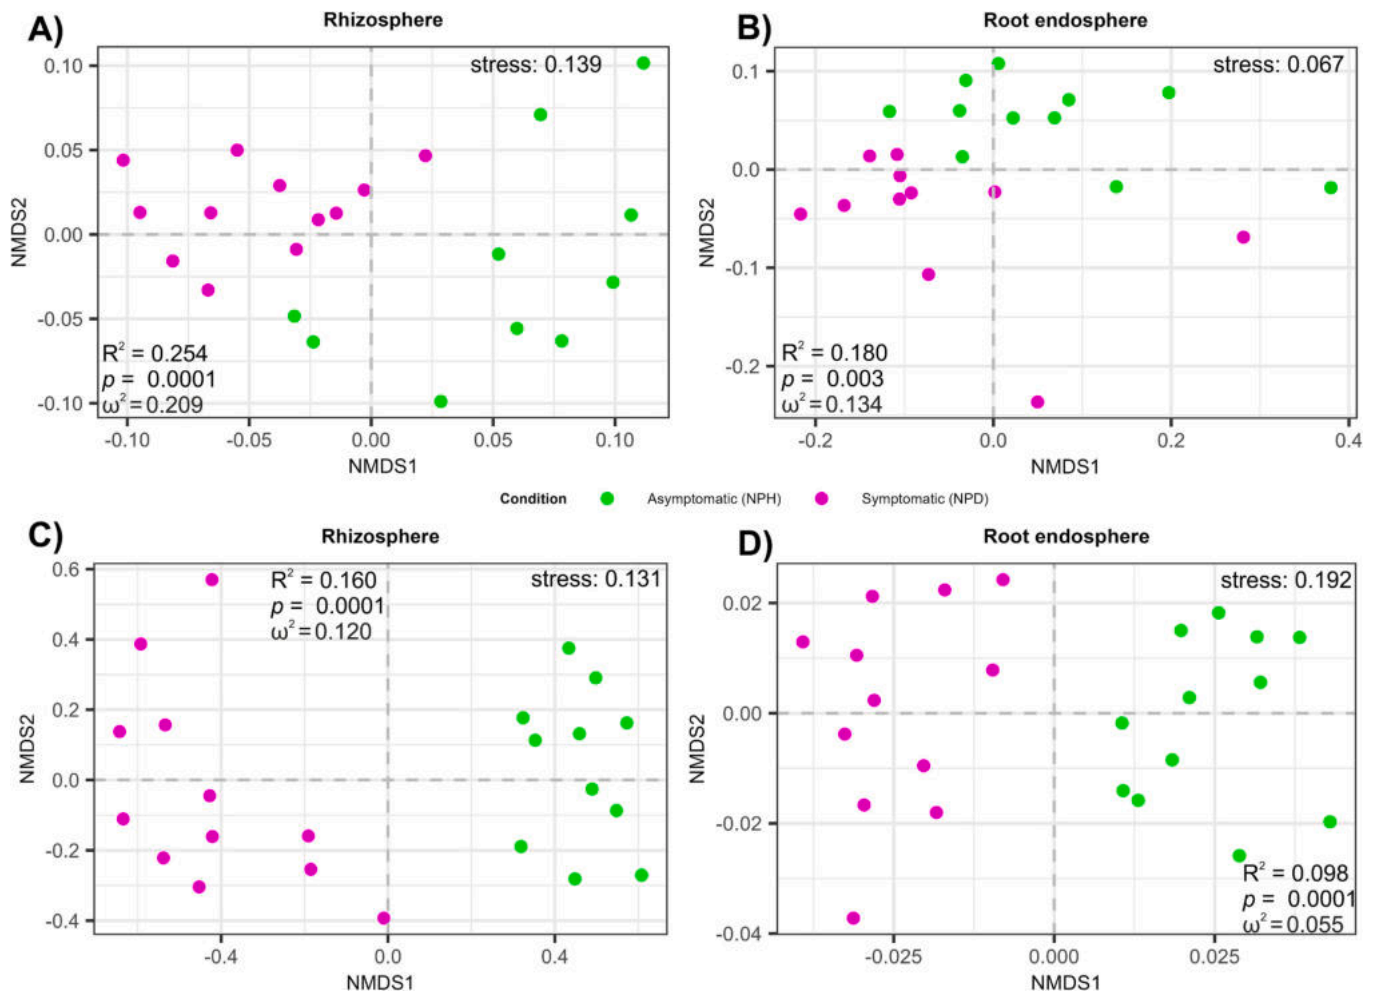 A)
Rhizosphere
stress: 0.139
0.10
0.05
0.00
-0.05
-0.10
NMDS2
R² = 0.254
p = 0.0001
ω² = 0.209
-0.10 -0.05 0.00 0.05 0.10
NMDS1
B)
Root endosphere
stress: 0.067
0.1
0.0
-0.1
-0.2
NMDS2
R² = 0.180
p = 0.003
ω² = 0.134
-0.2 0.0 0.2 0.4
NMDS1
Condition Asymptomatic (NPH) Symptomatic (NPD)
C)
Rhizosphere
R² = 0.160
p = 0.0001
ω² = 0.120
stress: 0.131
0.6
0.4
0.2
0.0
-0.2
-0.4
NMDS2
-0.4 0.0 0.4
NMDS1
D)
Root endosphere
stress: 0.192
0.02
0.00
-0.02
-0.04
NMDS2
R² = 0.098
p = 0.0001
ω² = 0.055
-0.025 0.000 0.025
NMDS1